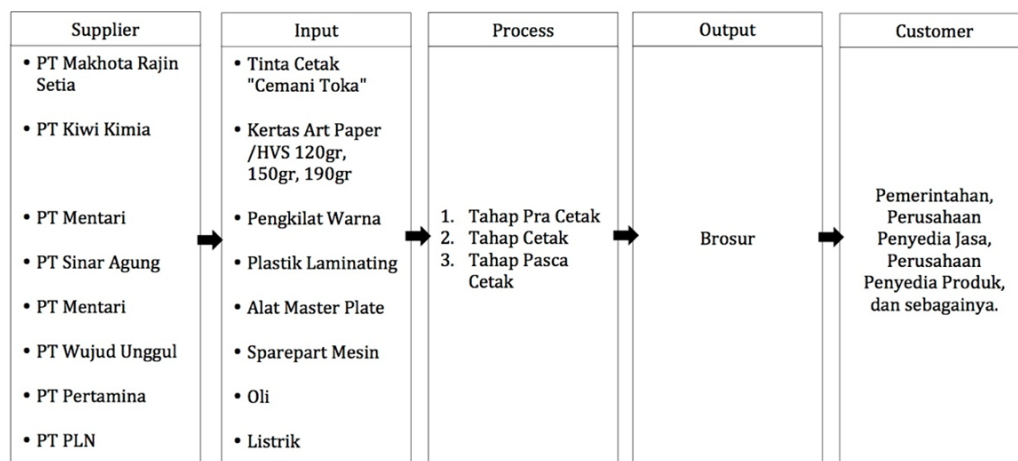 Supplier
• PT Makhota Rajin
Setia
• PT Kiwi Kimia
• PT Mentari
• PT Sinar Agung
• PT Mentari
• PT Wujud Unggul
• PT Pertamina
• PT PLN
Input
• Tinta Cetak
"Cemani Toka"
• Kertas Art Paper
/HVS 120gr,
150gr, 190gr
• Pengkilat Warna
• Plastik Laminating
• Alat Master Plate
• Sparepart Mesin
• Oli
• Listrik
Process
1. Tahap Pra Cetak
2. Tahap Cetak
3. Tahap Pasca
Cetak
Output
Brosur
Customer
Pemerintahan,
Perusahaan
Penyedia Jasa,
Perusahaan
Penyedia Produk,
dan sebagainya.